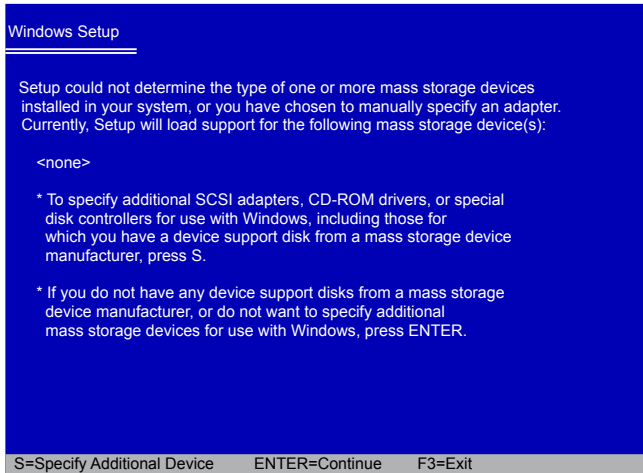 Windows Setup
Setup could not determine the type of one or more mass storage devices
installed in your system, or you have chosen to manually specify an adapter.
Currently, Setup will load support for the following mass storage device(s):
<none>
* To specify additional SCSI adapters, CD-ROM drivers, or special
disk controllers for use with Windows, including those for
which you have a device support disk from a mass storage device
manufacturer, press S.
* If you do not have any device support disks from a mass storage
device manufacturer, or do not want to specify additional
mass storage devices for use with Windows, press ENTER.
S=Specify Additional Device ENTER=Continue F3=Exit